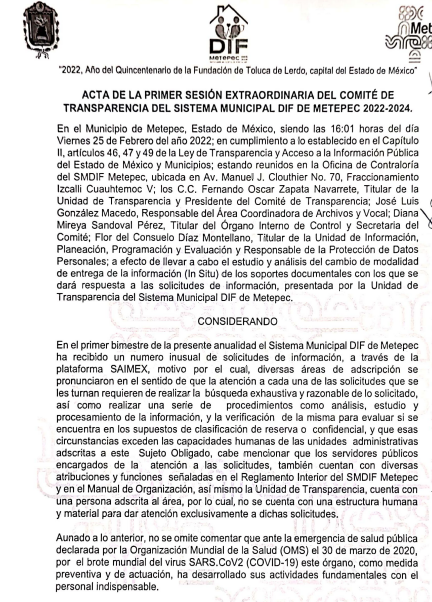 DIF
METEPEC
Met
"2022, Año del Quincentenario de la Fundación de Toluca de Lerdo, capital del Estado de México"
ACTA DE LA PRIMER SESIÓN EXTRAORDINARIA DEL COMITÉ DE
TRANSPARENCIA DEL SISTEMA MUNICIPAL DIF DE METEPEC 2022-2024.
En el Municipio de Metepec, Estado de México, siendo las 16:01 horas del día
Viernes 25 de Febrero del año 2022; en cumplimiento a lo establecido en el Capítulo
II, artículos 46, 47 y 49 de la Ley de Transparencia y Acceso a la Información Pública
del Estado de México y Municipios; estando reunidos en la Oficina de Contraloría
del SMDIF Metepec, ubicada en Av. Manuel J. Clouthier No. 70, Fraccionamiento
Izcalli Cuauhtemoc V; los C.C. Fernando Oscar Zapata Navarrete, Titular de la
Unidad de Transparencia y Presidente del Comité de Transparencia; José Luis
González Macedo, Responsable del Área Coordinadora de Archivos y Vocal; Diana
Mireya Sandoval Pérez, Titular del Órgano Interno de Control y Secretaria del
Comité; Flor del Consuelo Díaz Montellano, Titular de la Unidad de Información,
Planeación, Programación y Evaluación y Responsable de la Protección de Datos
Personales; a efecto de llevar a cabo el estudio y análisis del cambio de modalidad
de entrega de la información (In Situ) de los soportes documentales con los que se
dará respuesta a las solicitudes de información, presentada por la Unidad de
Transparencia del Sistema Municipal DIF de Metepec.
CONSIDERANDO
En el primer bimestre de la presente anualidad el Sistema Municipal DIF de Metepec
ha recibido un numero inusual de solicitudes de información, a través de la
plataforma SAIMEX, motivo por el cual, diversas áreas de adscripción se
pronunciaron en el sentido de que la atención a cada una de las solicitudes que se
les turnan requieren de realizar la búsqueda exhaustiva y razonable de lo solicitado,
así como realizar una serie de procedimientos como análisis, estudio y
procesamiento de la información, y la verificación de la misma para evaluar si se
encuentra en los supuestos de clasificación de reserva o confidencial, y que esas
circunstancias exceden las capacidades humanas de las unidades administrativas
adscritas a este Sujeto Obligado, cabe mencionar que los servidores públicos
encargados de la atención a las solicitudes, también cuentan con diversas
atribuciones y funciones señaladas en el Reglamento Interior del SMDIF Metepec
y en el Manual de Organización, así mismo la Unidad de Transparencia, cuenta con
una persona adscrita al área, por lo cual, no se cuenta con una estructura humana
y material para dar atención exclusivamente a dichas solicitudes.
Aunado a lo anterior, no se omite comentar que ante la emergencia de salud pública
declarada por la Organización Mundial de la Salud (OMS) el 30 de marzo de 2020,
por el brote mundial del virus SARS.CoV2 (COVID-19) este órgano, como medida
preventiva y de actuación, ha desarrollado sus actividades fundamentales con el
personal indispensable.